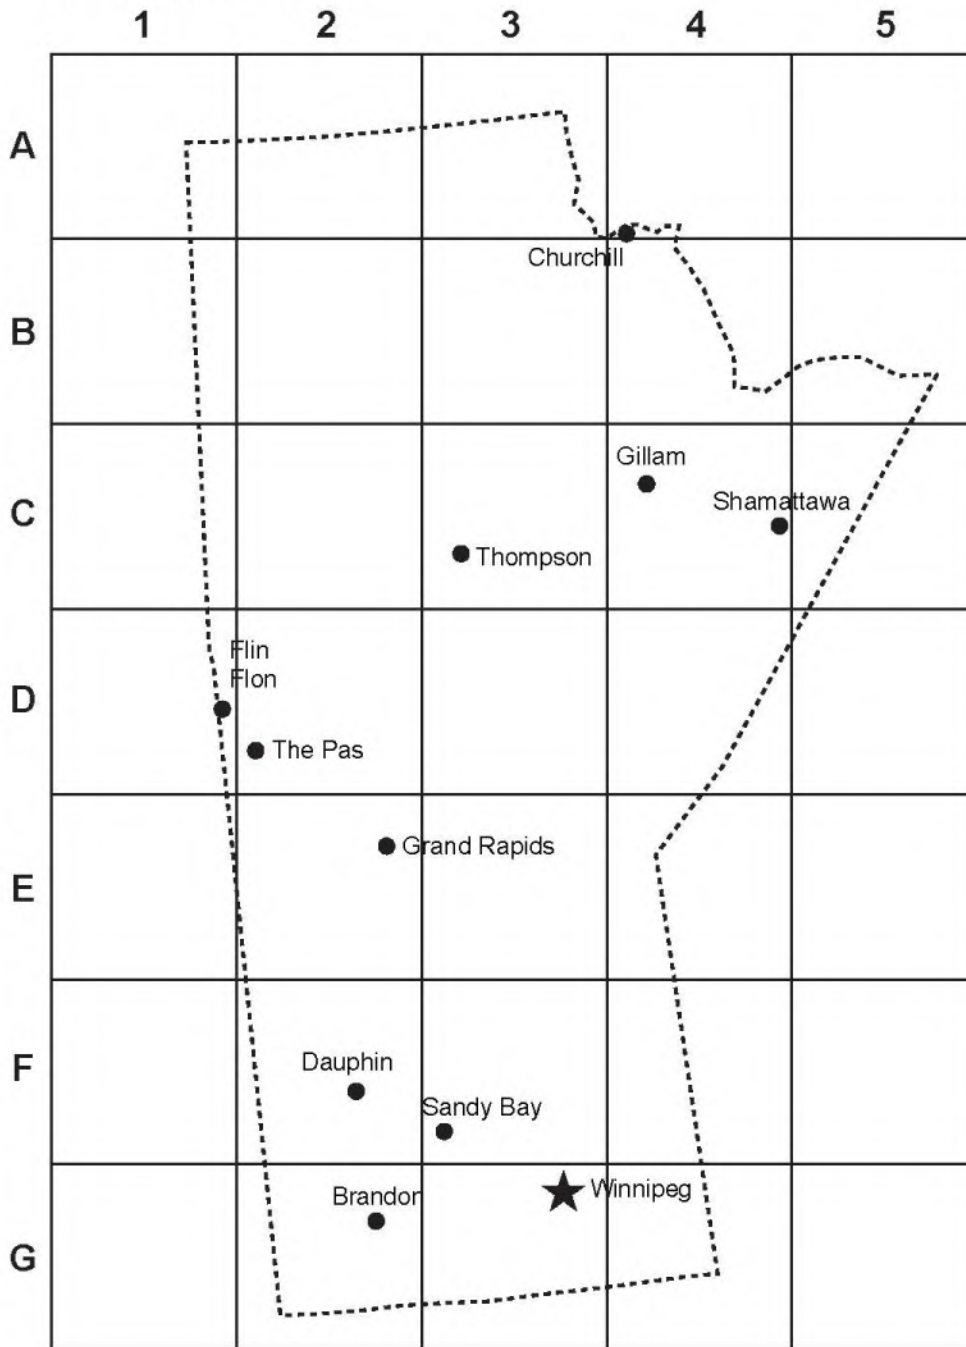 1 2 3 4 5
A
Churchill
B
Gillam
C
Shamattawa
Thompson
Flin
Flon
D
The Pas
Grand Rapids
E
F
Dauphin
Sandy Bay
Winnipeg
Brandon
G